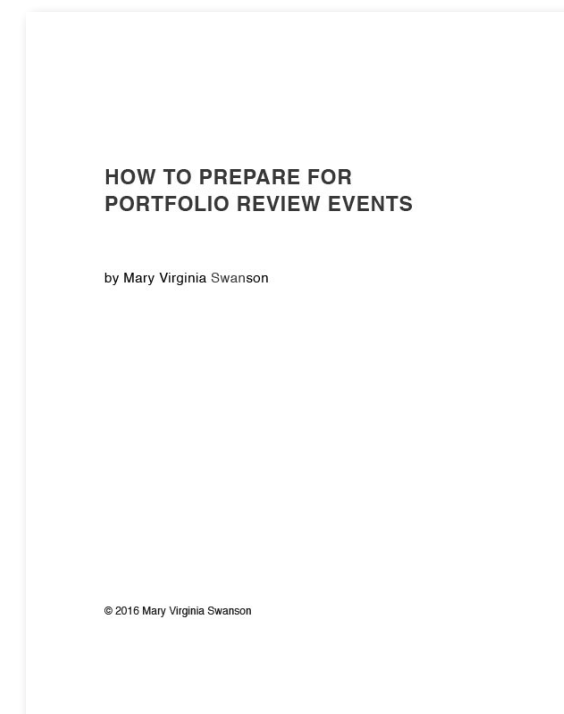 HOW TO PREPARE FOR
PORTFOLIO REVIEW EVENTS
by Mary Virginia Swanson
© 2016 Mary Virginia Swanson